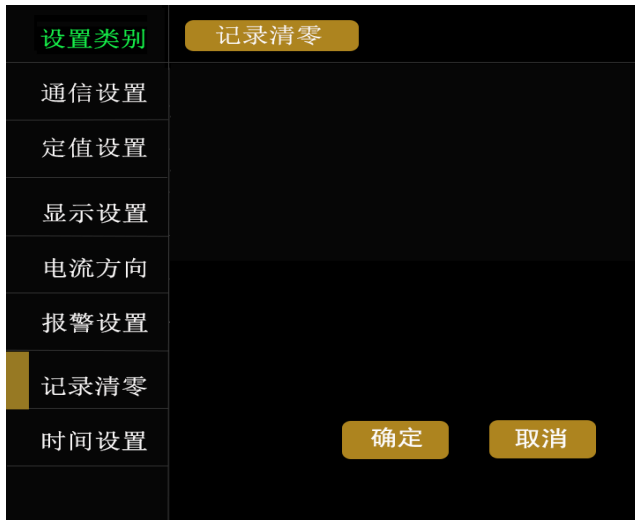 设置类别
记录清零
通信设置
定值设置
显示设置
电流方向
报警设置
记录清零
时间设置
确定
取消